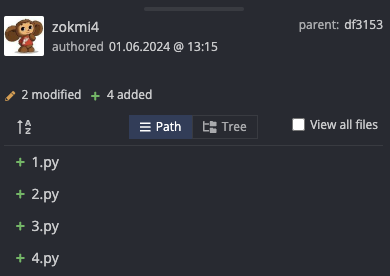 zokmi4
parent: df3153
authored 01.06.2024 @ 13:15
2 modified + 4 added
A Z Path Tree View all files
+ 1.py
+ 2.py
+ 3.py
+ 4.py